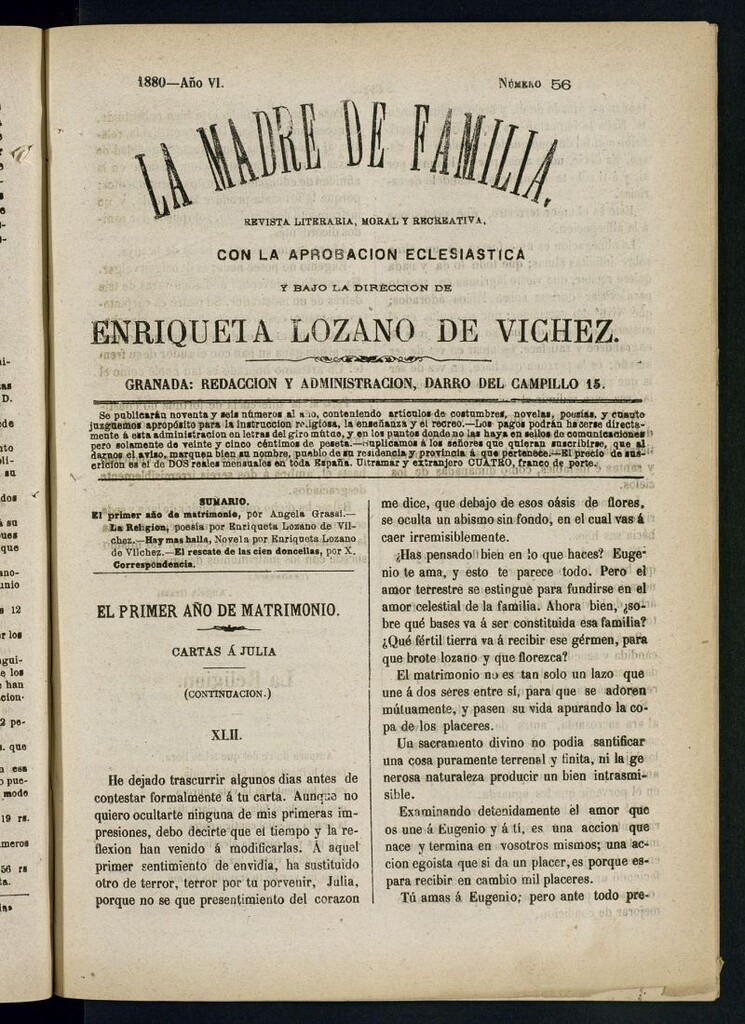 1880—Año VI.
Número 56
LA MADRE DE FAMILIA.
REVISTA LITERARIA, MORAL Y RECREATIVA,
CON LA APROBACION ECLESIASTICA
Y BAJO LA DIRECCION DE
ENRIQUETA LOZANO DE VICHEZ.
GRANADA: REDACCION Y ADMINISTRACION, DARRO DEL CAMPILLO 15.
Se publicarán noventa y seis números al año, conteniendo artículos de costumbres, novelas, poesías, y cuanto
juzguemos apropósito para la instruccion religiosa, la enseñanza y el recreo.—Los pagos podrán hacerse directa-
mente á esta administracion en letras del giro mútuo, y en los puntos donde no las haya en sellos de comunicaciones
pero solamente de veinte y cinco céntimos de peseta.—Suplicamos á los señores que quieran suscribirse, que al
darnos el aviso, marquen bien su nombre, pueblo de su residencia y provincia á que pertenece.—El precio de sus-
cricion es el de DOS reales mensuales en toda España. Ultramar y extranjero CUATRO, franco de porte.
SUMARIO.
El primer año de matrimonio, por Angela Grassi.—
La Religion, poesía por Enriqueta Lozano de Vil-
chez.—Hay mas halla, Novela por Enriqueta Lozano
de Vilchez.—El rescate de las cien doncellas, por X.
Correspondencia.
EL PRIMER AÑO DE MATRIMONIO.
CARTAS Á JULIA
(CONTINUACION.)
XLII.
He dejado trascurrir algunos dias antes de
contestar formalmente á tu carta. Aunque no
quiero ocultarte ninguna de mis primeras im-
presiones, debo decirte que el tiempo y la re-
flexion han venido á modificarlas. Á aquel
primer sentimiento de envidia, ha sustituido
otro de terror, terror por tu porvenir, Julia,
porque no se que presentimiento del corazon
me dice, que debajo de esos oásis de flores,
se oculta un abismo sin fondo, en el cual vas á
caer irremisiblemente.
¿Has pensado bien en lo que haces? Euge-
nio te ama, y esto te parece todo. Pero el
amor terrestre se estingue para fundirse en el
amor celestial de la familia. Ahora bien, ¿so-
bre qué bases va á ser constituida esa familia?
¿Qué fértil tierra va á recibir ese gérmen, para
que brote lozano y que florezca?
El matrimonio no es tan solo un lazo que
une á dos séres entre sí, para que se adoren
mútuamente, y pasen su vida apurando la co-
pa de los placeres.
Un sacramento divino no podia santificar
una cosa puramente terrenal y finita, ni la ge
nerosa naturaleza producir un bien intrasmi-
sible.
Examinando detenidamente el amor que
os une á Eugenio y á tí, es una accion que
nace y termina en vosotros mismos; una ac-
cion egoista que si da un placer, es porque es-
para recibir en cambio mil placeres.
Tú amas á Eugenio; pero ante todo pre-